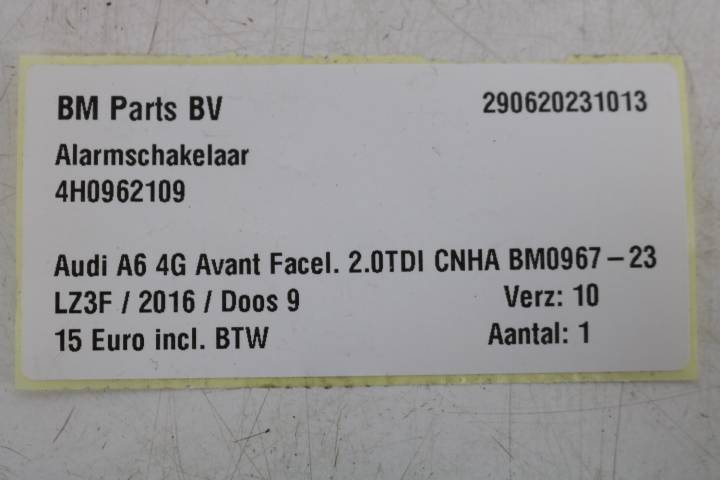 BM Parts BV 290620231013
Alarmschakelaar
4H0962109
Audi A6 4G Avant Facel. 2.0TDI CNHA BM0967-23
LZ3F / 2016 / Doos 9 Verz: 10
15 Euro incl. BTW Aantal: 1